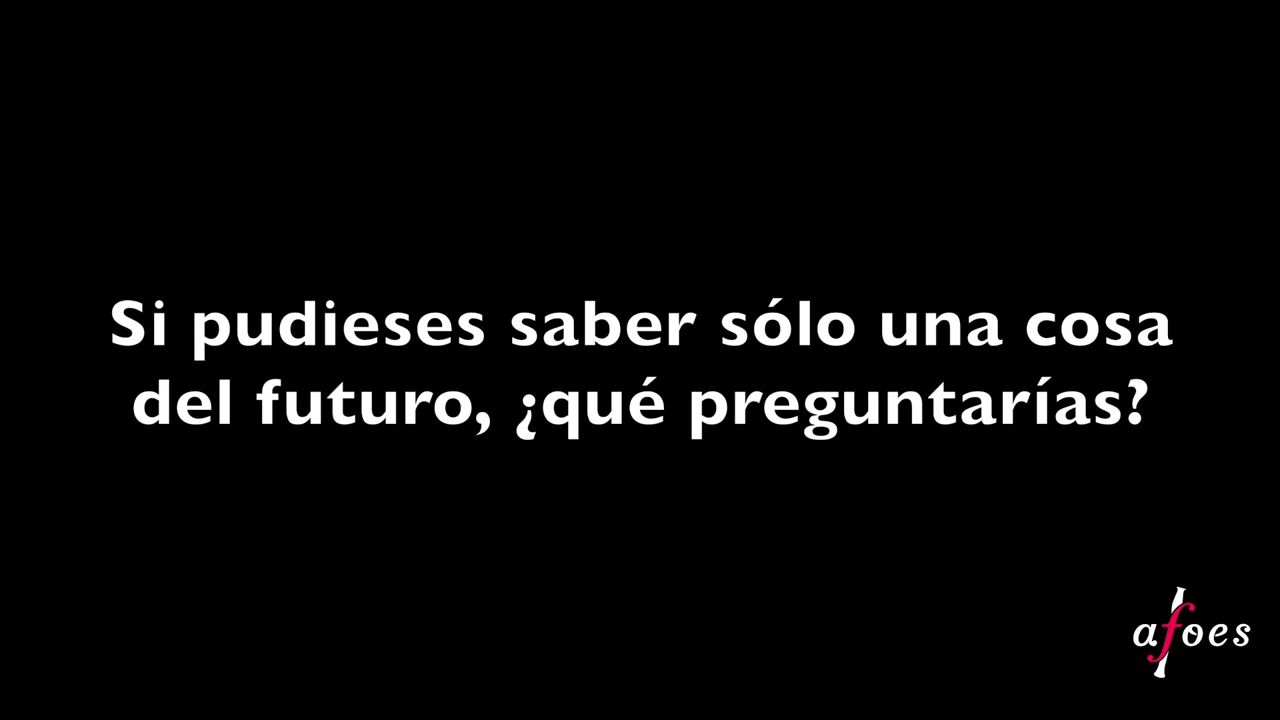 Si pudieses saber sólo una cosa
del futuro, ¿qué preguntarías?
afoes